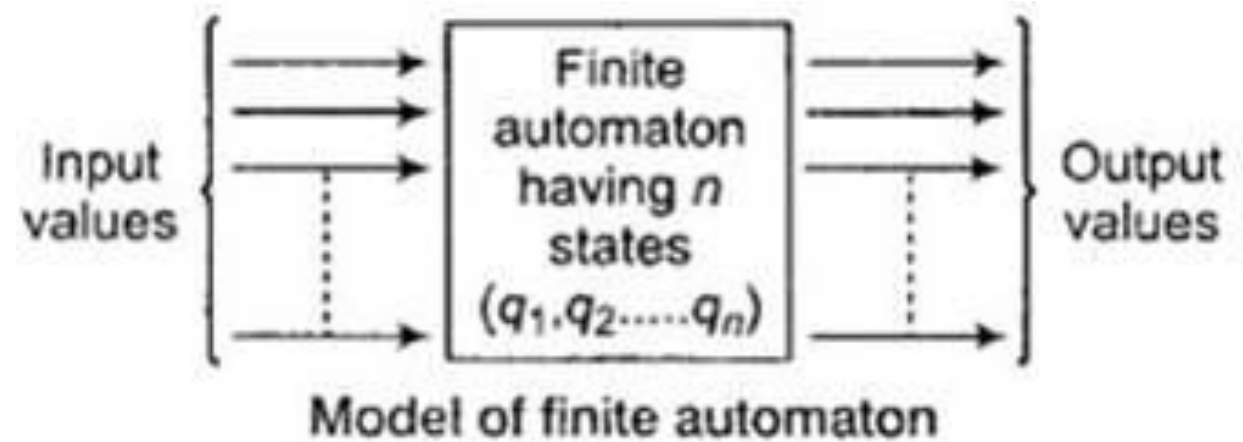 Input
values
Finite
automaton
having n
states
(q₁.q₂.....qₙ)
Output
values
Model of finite automaton